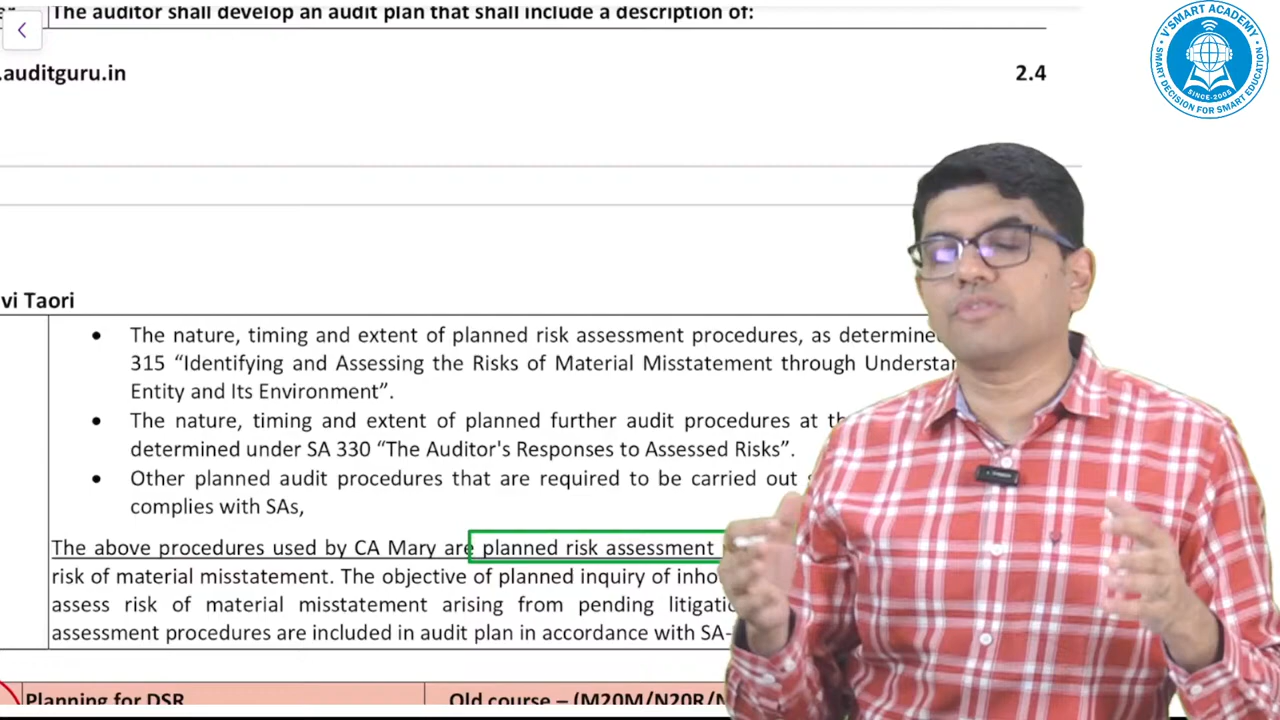 The auditor shall develop an audit plan that shall include a description of:
V'SMART ACADEMY
SMART DECISION FOR SMART EDUCATION
SINCE-2005
.auditguru.in
2.4
vi Taori
• The nature, timing and extent of planned risk assessment procedures, as determine
315 “Identifying and Assessing the Risks of Material Misstatement through Understa
Entity and Its Environment”.
• The nature, timing and extent of planned further audit procedures at th
determined under SA 330 “The Auditor's Responses to Assessed Risks”.
• Other planned audit procedures that are required to be carried out
complies with SAs,
The above procedures used by CA Mary are planned risk assessment
risk of material misstatement. The objective of planned inquiry of inho
assess risk of material misstatement arising from pending litigati
assessment procedures are included in audit plan in accordance with SA-
Planning for DSR
Old course – (M20M/N20R/N